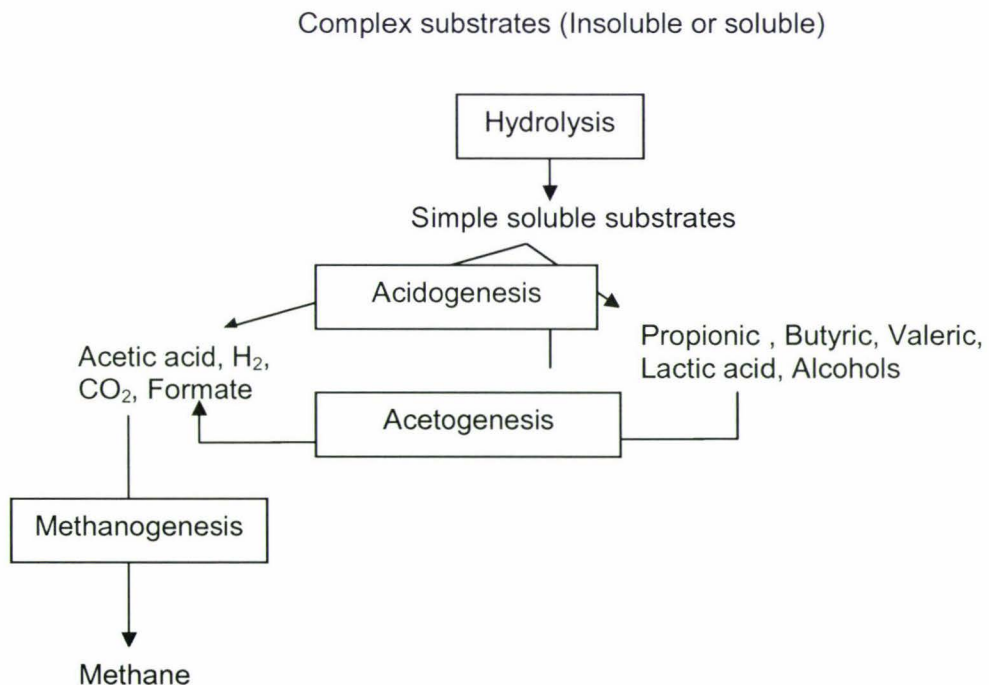 Complex substrates (Insoluble or soluble)
Hydrolysis
Simple soluble substrates
Acidogenesis
Acetic acid, H₂,
CO₂, Formate
Propionic , Butyric, Valeric,
Lactic acid, Alcohols
Acetogenesis
Methanogenesis
Methane